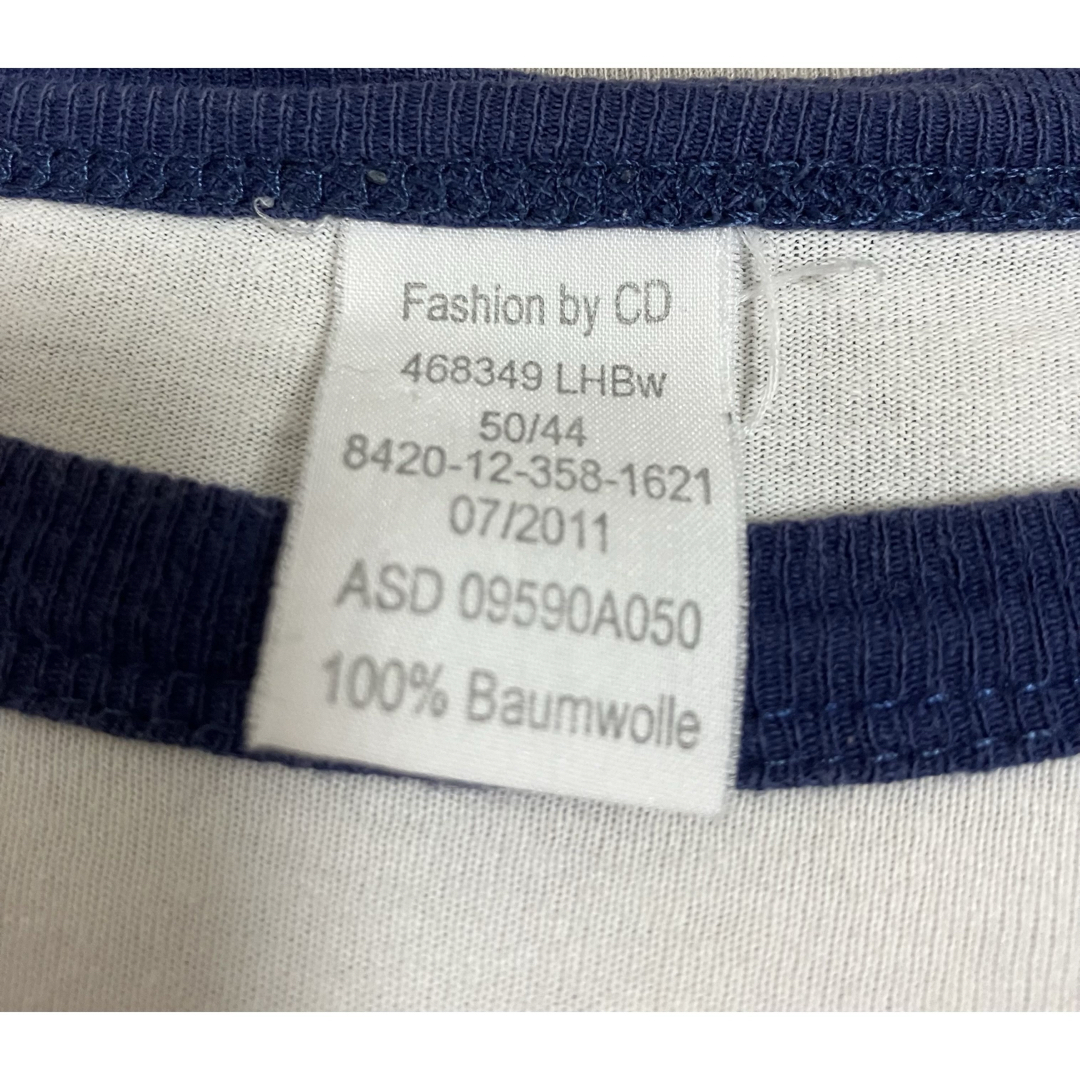 Fashion by CD
468349 LHBw
50/44
8420-12-358-1621
07/2011
ASD 09590A050
100% Baumwolle